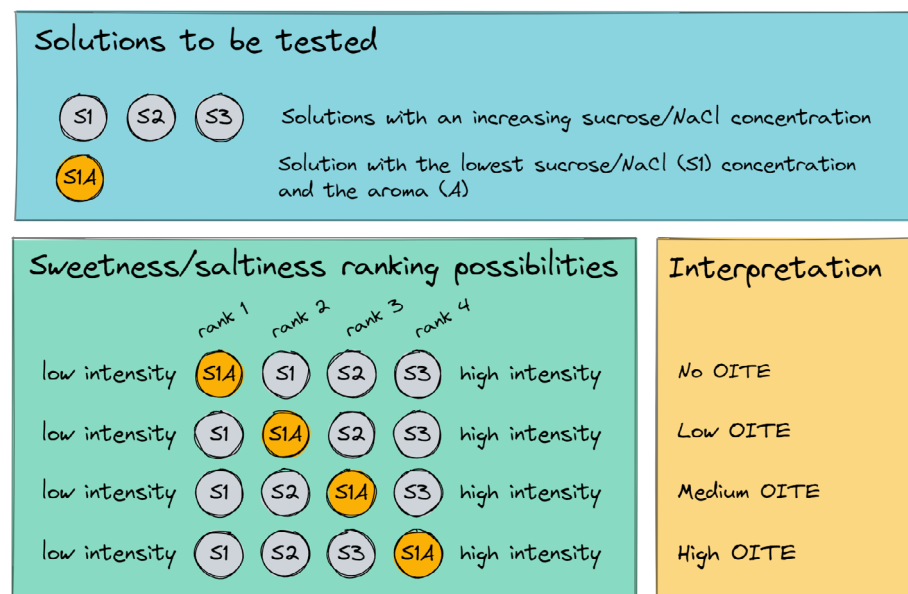 Solutions to be tested
S1 S2 S3 Solutions with an increasing sucrose/NaCl concentration
S1A Solution with the lowest sucrose/NaCl (S1) concentration
and the aroma (A)
Sweetness/saltiness ranking possibilities
rank 1 rank 2 rank 3 rank 4
low intensity S1A S1 S2 S3 high intensity
low intensity S1 S1A S2 S3 high intensity
low intensity S1 S2 S1A S3 high intensity
low intensity S1 S2 S3 S1A high intensity
Interpretation
No OITE
Low OITE
Medium OITE
High OITE